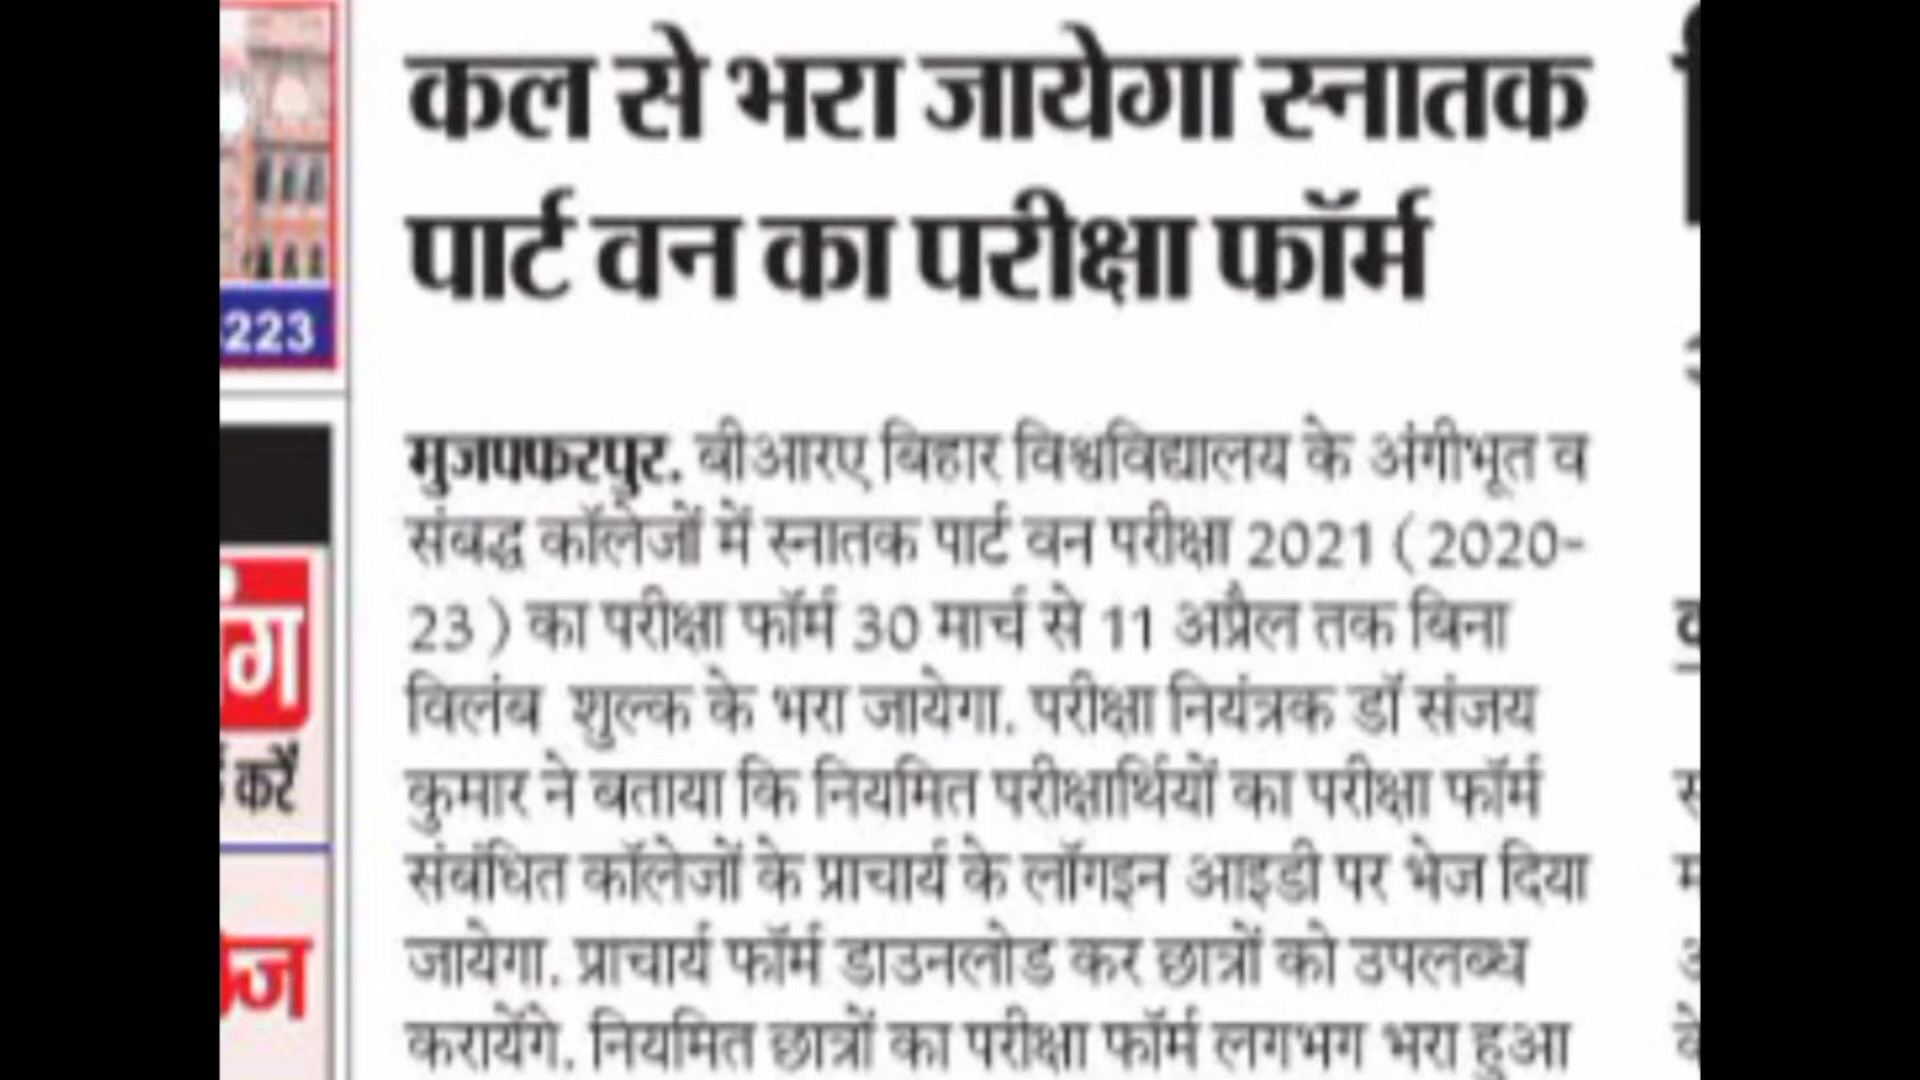 कल से भरा जायेगा स्नातक
पार्ट वन का परीक्षा फॉर्म
मुजफ्फरपुर. बीआरए बिहार विश्वविद्यालय के अंगीभूत व
संबद्ध कॉलेजों में स्नातक पार्ट वन परीक्षा 2021 ( 2020-
23 ) का परीक्षा फॉर्म 30 मार्च से 11 अप्रैल तक बिना
विलंब शुल्क के भरा जायेगा. परीक्षा नियंत्रक डॉ संजय
कुमार ने बताया कि नियमित परीक्षार्थियों का परीक्षा फॉर्म
संबंधित कॉलेजों के प्राचार्य के लॉगइन आइडी पर भेज दिया
जायेगा. प्राचार्य फॉर्म डाउनलोड कर छात्रों को उपलब्ध
करायेंगे. नियमित छात्रों का परीक्षा फॉर्म लगभग भरा हुआ
223
करें